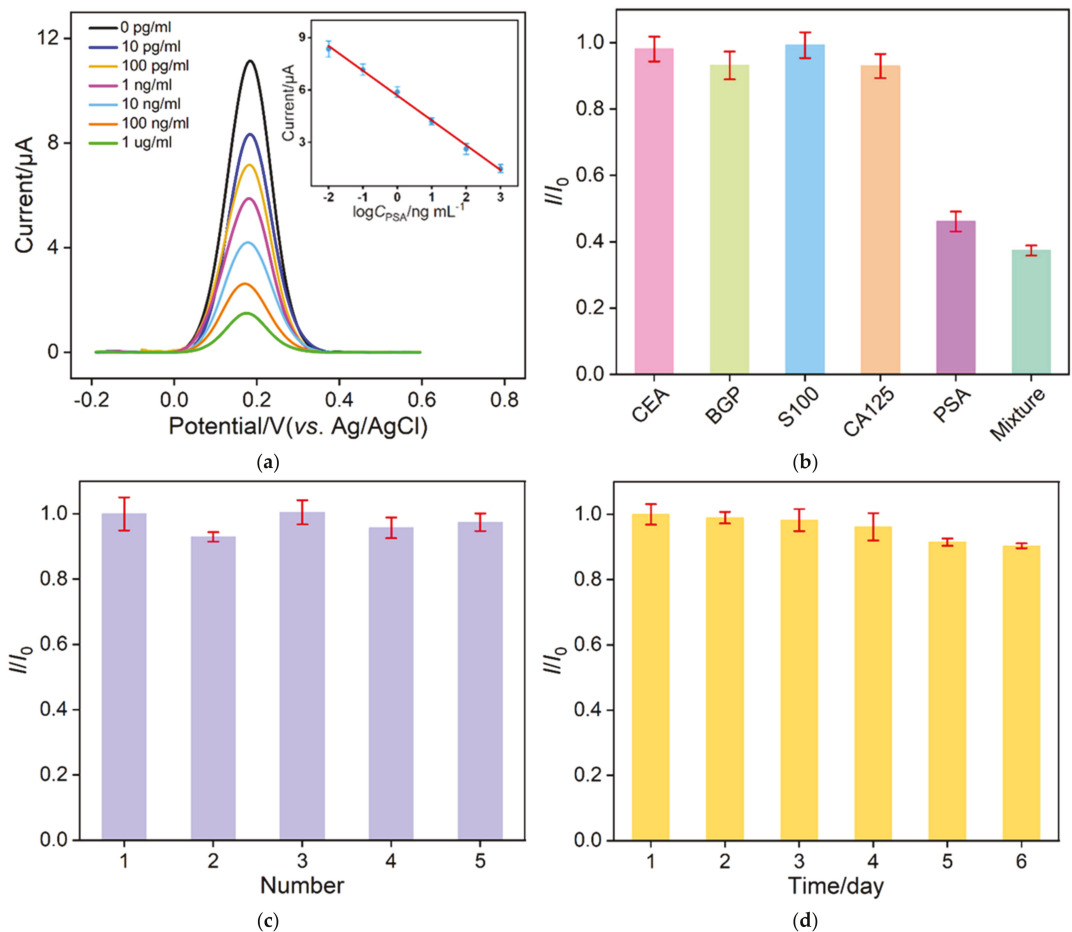 0 pg/ml
10 pg/ml
100 pg/ml
1 ng/ml
10 ng/ml
100 ng/ml
1 ug/ml
12
8
4
0
Current/μA
-0.2 0.0 0.2 0.4 0.6 0.8
Potential/V(vs. Ag/AgCl)
9
6
3
Current/μA
-2 -1 0 1 2 3
logC_PSA/ng mL⁻¹
(a)
1.0
0.8
0.6
0.4
0.2
0.0
I/I₀
CEA BGP S100 CA125 PSA Mixture
(b)
1.0
0.8
0.6
0.4
0.2
0.0
I/I₀
1 2 3 4 5
Number
(c)
1.0
0.8
0.6
0.4
0.2
0.0
I/I₀
1 2 3 4 5 6
Time/day
(d)